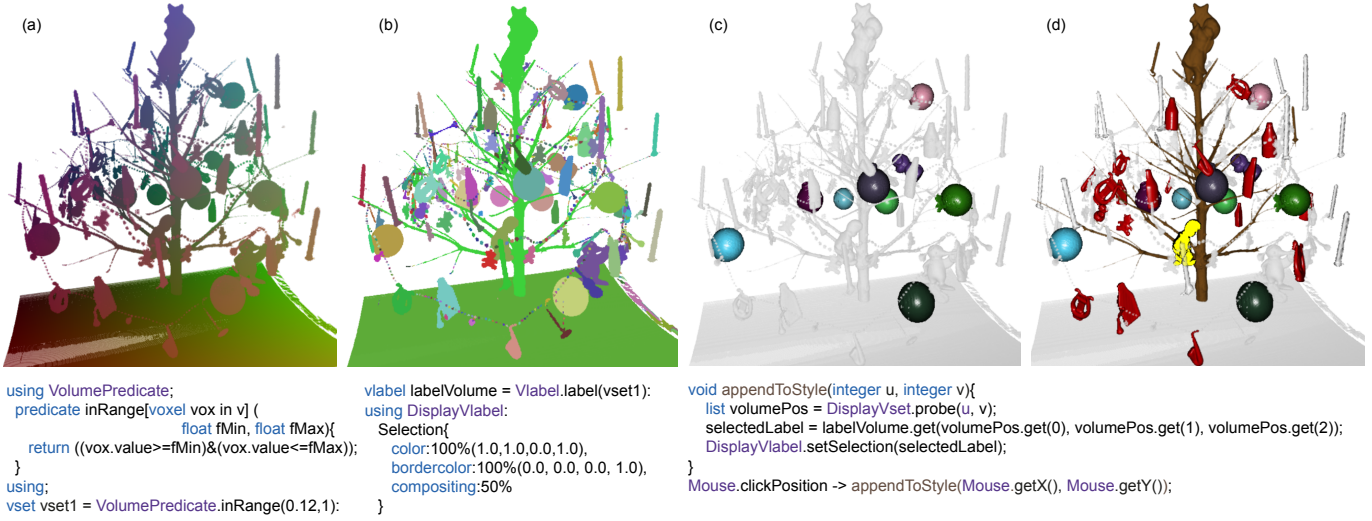 (a)
(b)
(c)
(d)
using VolumePredicate;
predicate inRange[voxel vox in v] (
float fMin, float fMax){
return ((vox.value>=fMin)&(vox.value<=fMax));
}
using;
vset vset1 = VolumePredicate.inRange(0.12,1):
vlabel labelVolume = Vlabel.label(vset1):
using DisplayVlabel:
Selection{
color:100%(1.0,1.0,0.0,1.0),
bordercolor:100%(0.0, 0.0, 0.0, 1.0),
compositing:50%
}
void appendToStyle(integer u, integer v){
list volumePos = DisplayVset.probe(u, v);
selectedLabel = labelVolume.get(volumePos.get(0), volumePos.get(1), volumePos.get(2));
DisplayVlabel.setSelection(selectedLabel);
}
Mouse.clickPosition -> appendToStyle(Mouse.getX(), Mouse.getY());